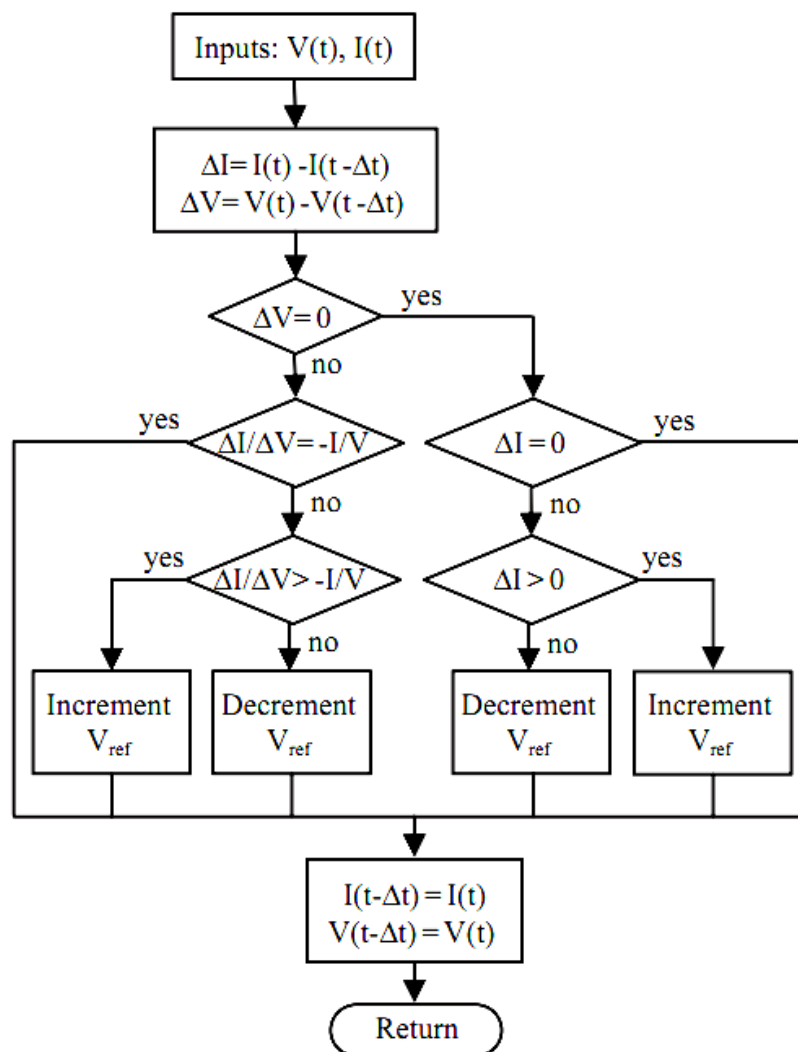 Inputs: V(t), I(t)
ΔI= I(t) -I(t -Δt)
ΔV= V(t) -V(t -Δt)
ΔV= 0
yes
no
yes
ΔI/ΔV= -I/V
ΔI = 0
yes
no
no
yes
ΔI/ΔV> -I/V
ΔI > 0
yes
no
no
Increment
Vref
Decrement
Vref
Decrement
Vref
Increment
Vref
I(t-Δt) = I(t)
V(t-Δt) = V(t)
Return